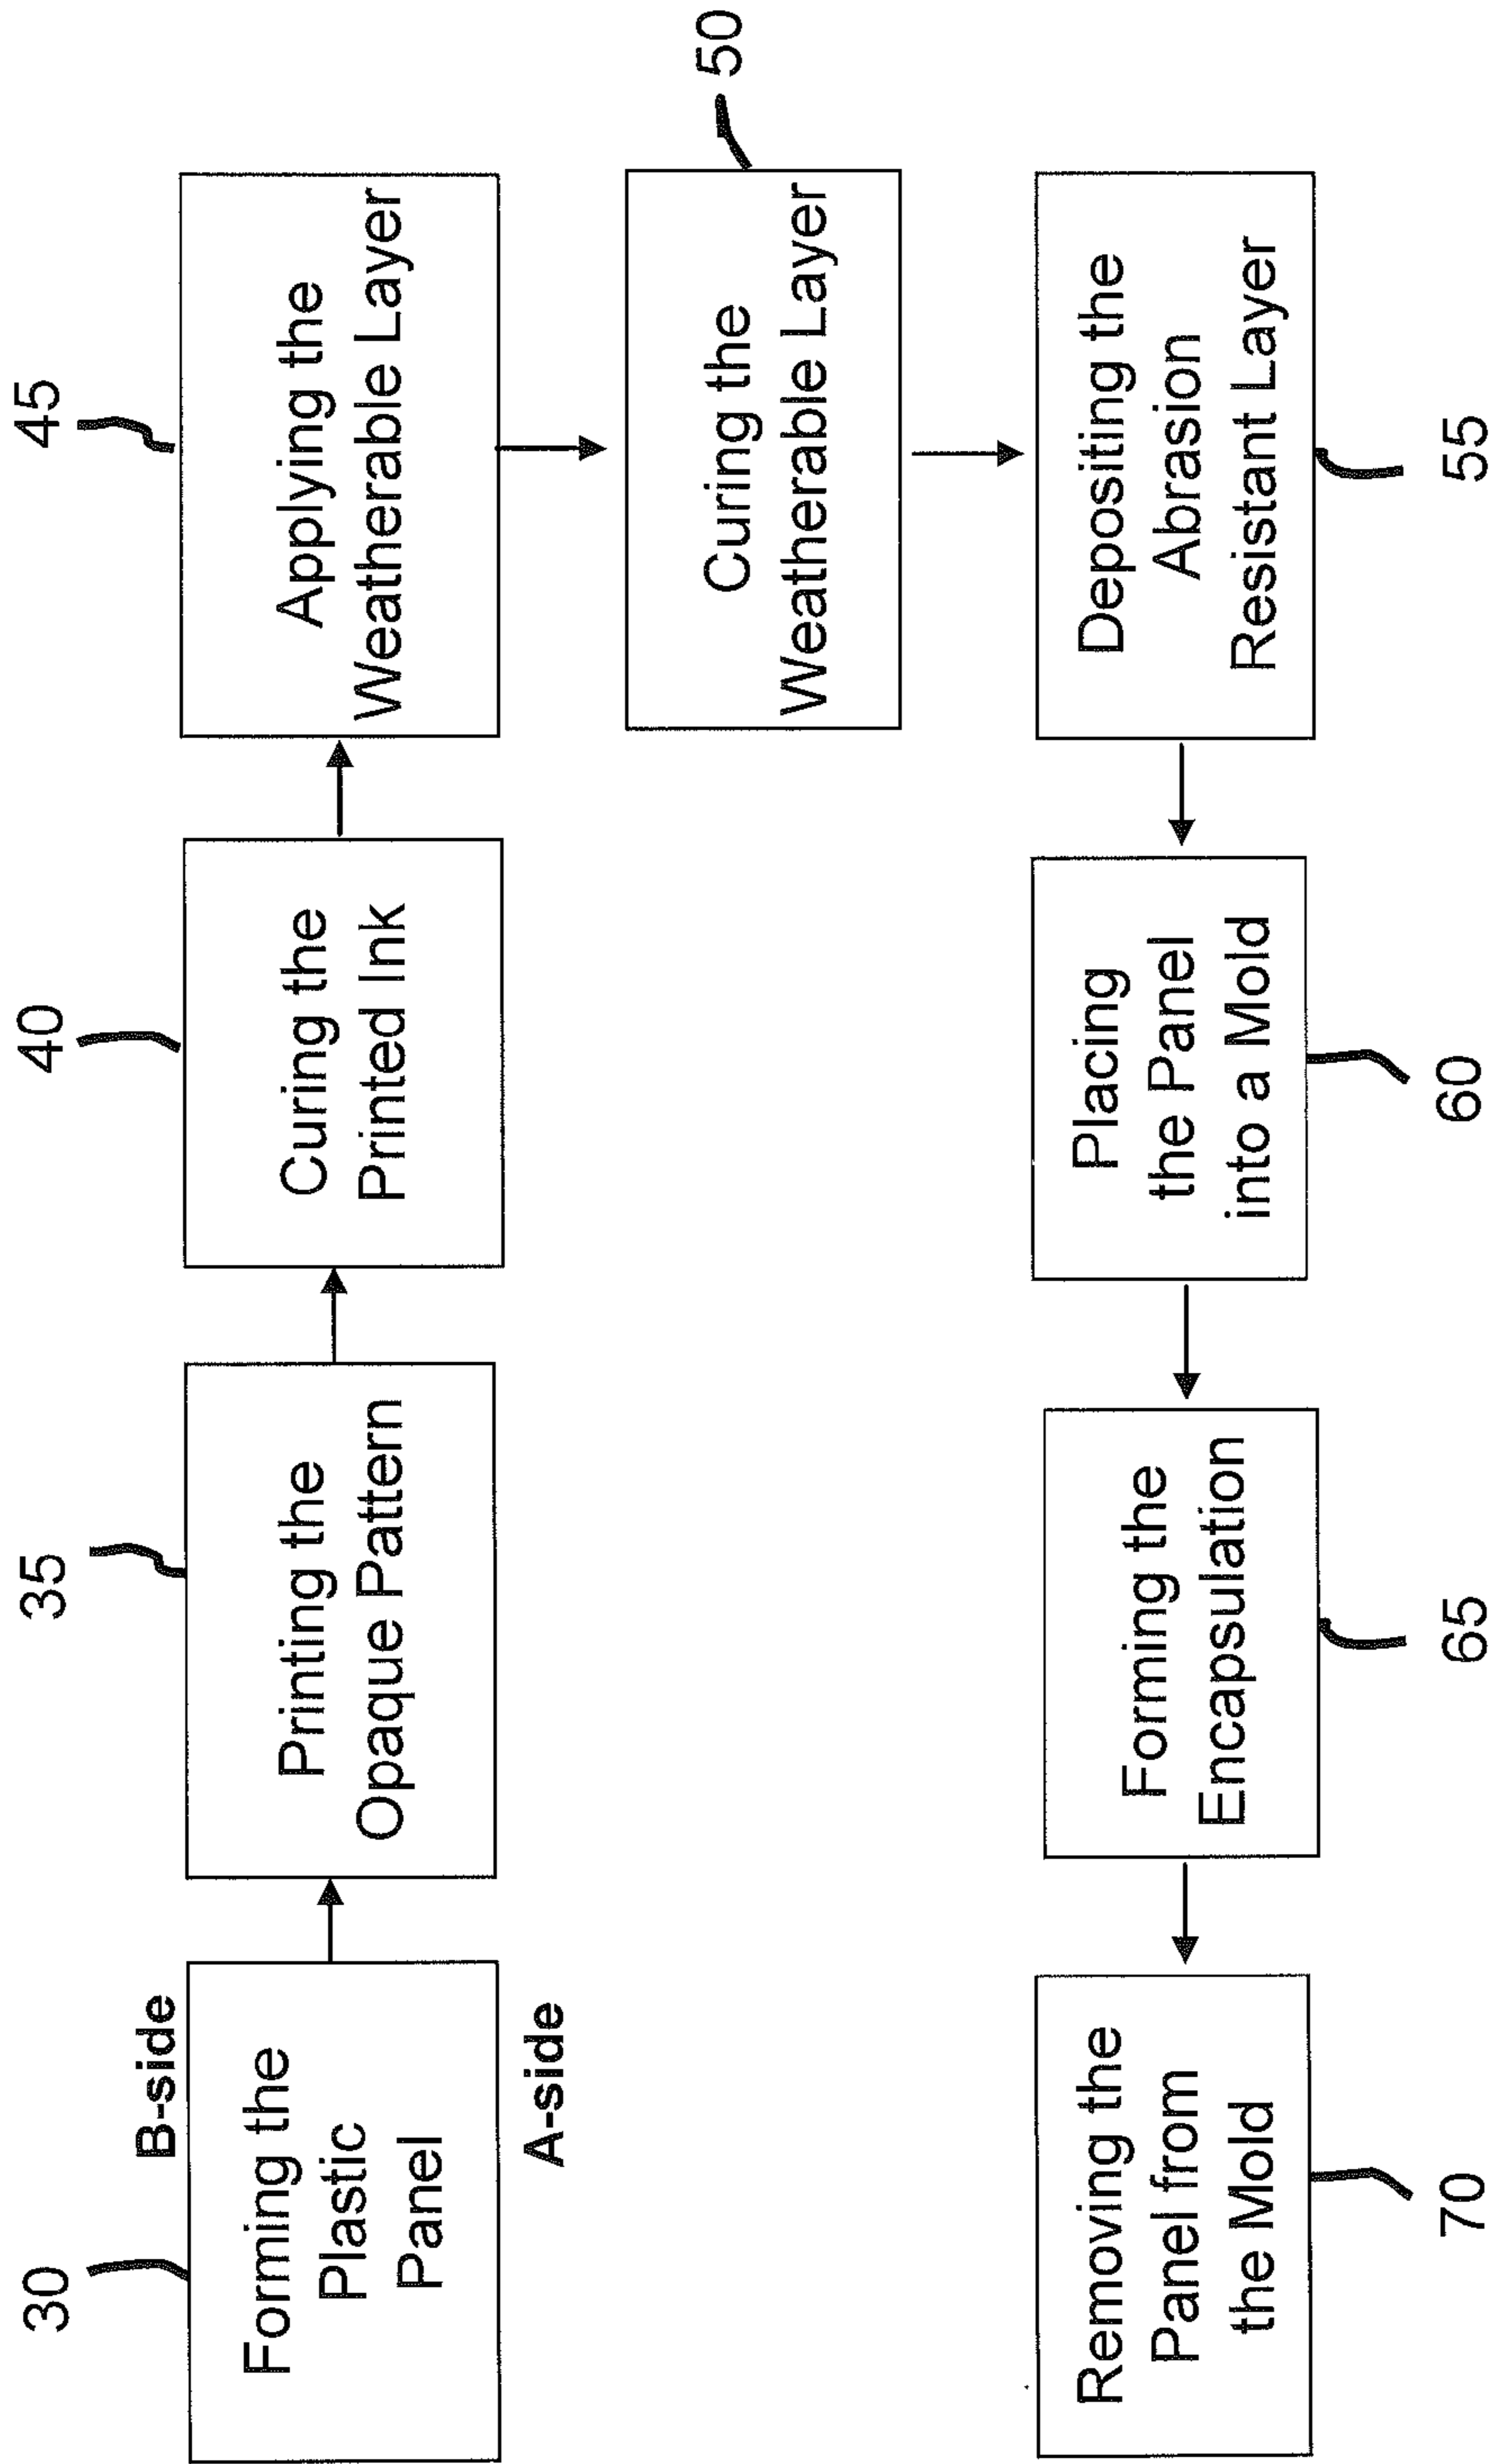 30
B-side
Forming the
Plastic
Panel
A-side
35
Printing the
Opaque Pattern
40
Curing the
Printed Ink
45
Applying the
Weatherable Layer
50
Curing the
Weatherable Layer
Depositing the
Abrasion
Resistant Layer
55
Placing
the Panel
into a Mold
60
Forming the
Encapsulation
65
Removing the
Panel from
the Mold
70